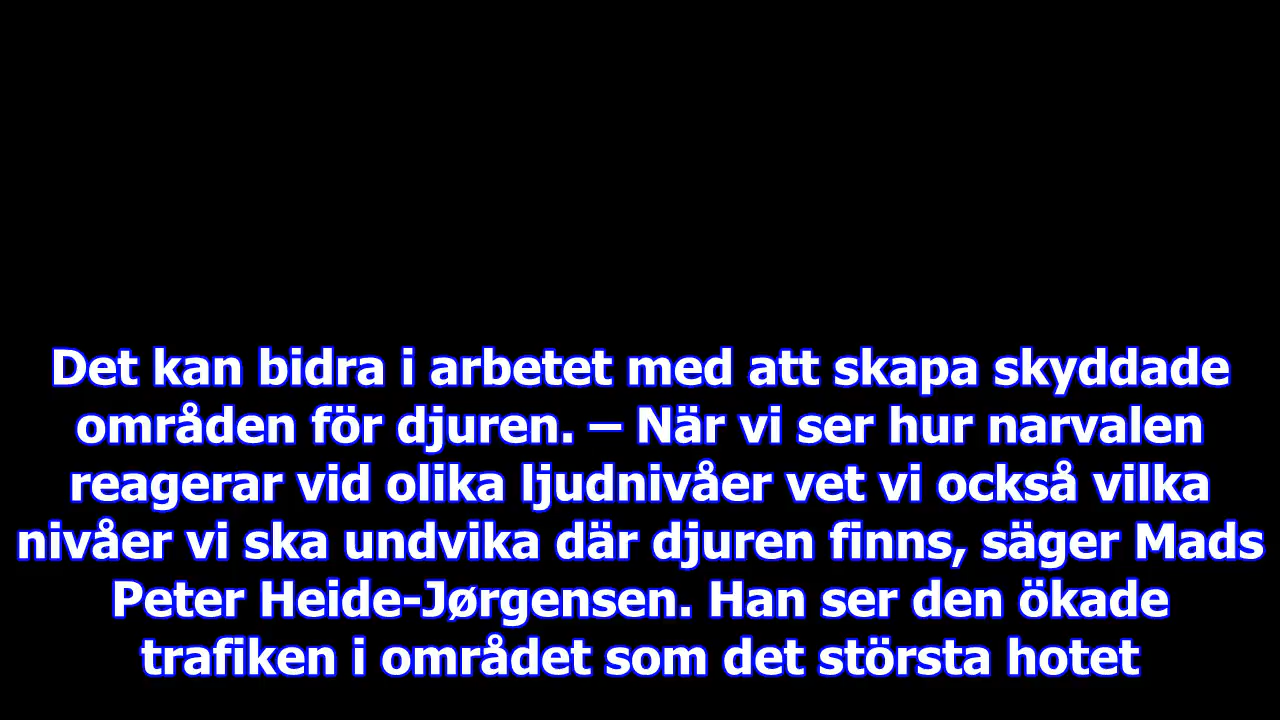 Det kan bidra i arbetet med att skapa skyddade
områden för djuren. – När vi ser hur narvalen
reagerar vid olika ljudnivåer vet vi också vilka
nivåer vi ska undvika där djuren finns, säger Mads
Peter Heide-Jørgensen. Han ser den ökade
trafiken i området som det största hotet